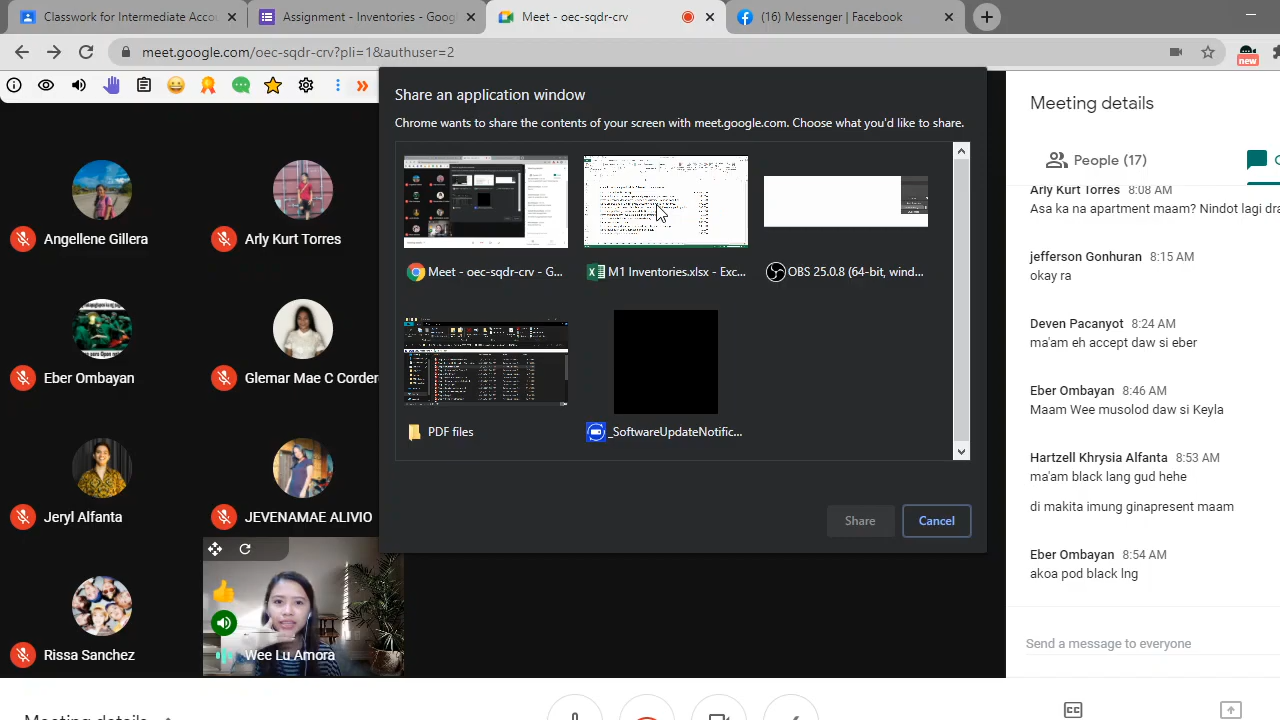 Classwork for Intermediate Accou
Assignment - Inventories - Googl
Meet - oec-sqdr-crv
(16) Messenger | Facebook
meet.google.com/oec-sqdr-crv?pli=1&authuser=2
new
Share an application window
Chrome wants to share the contents of your screen with meet.google.com. Choose what you'd like to share.
Meet - oec-sqdr-crv - G...
M1 Inventories.xlsx - Exc...
OBS 25.0.8 (64-bit, wind...
PDF files
_SoftwareUpdateNotific...
Share
Cancel
Angellene Gillera
Arly Kurt Torres
Eber Ombayan
Glemar Mae C Corder
Jeryl Alfanta
JEVENAMAE ALIVIO
Rissa Sanchez
Wee Lu Amora
Meeting details
People (17)
Arly Kurt Torres 8:08 AM
Asa ka na apartment maam? Nindot lagi dra
jefferson Gonhuran 8:15 AM
okay ra
Deven Pacanyot 8:24 AM
ma'am eh accept daw si eber
Eber Ombayan 8:46 AM
Maam Wee musolod daw si Keyla
Hartzell Khrysia Alfanta 8:53 AM
ma'am black lang gud hehe
di makita imung ginapresent maam
Eber Ombayan 8:54 AM
akoa pod black lng
Send a message to everyone
Meeting details
CC